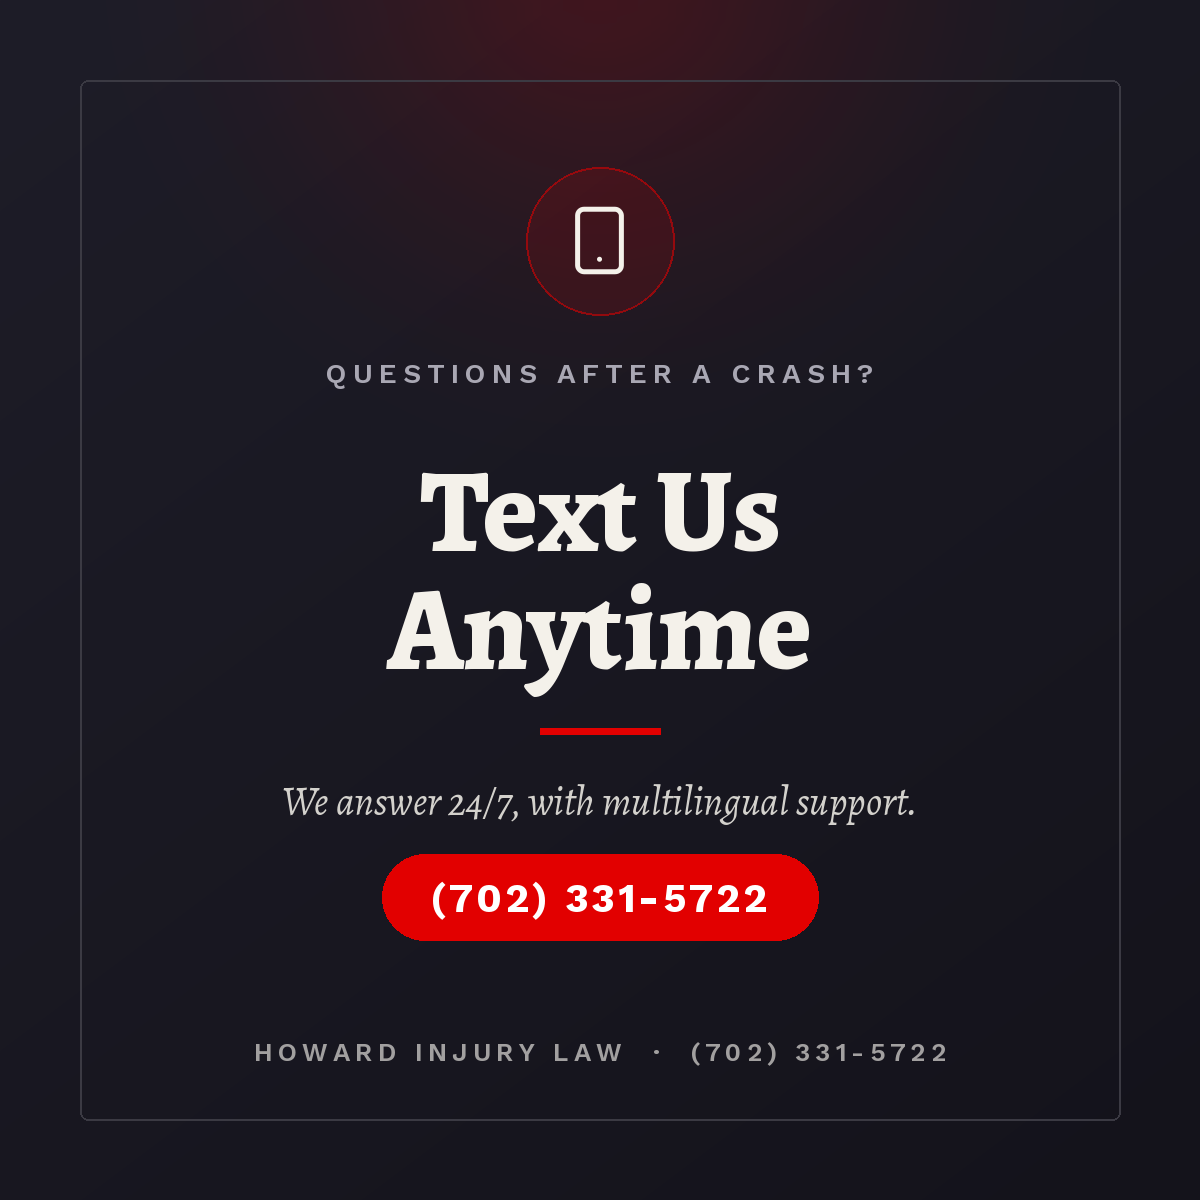 QUESTIONS AFTER A CRASH?
Text Us
Anytime
We answer 24/7, with multilingual support.
(702) 331-5722
HOWARD INJURY LAW · (702) 331-5722